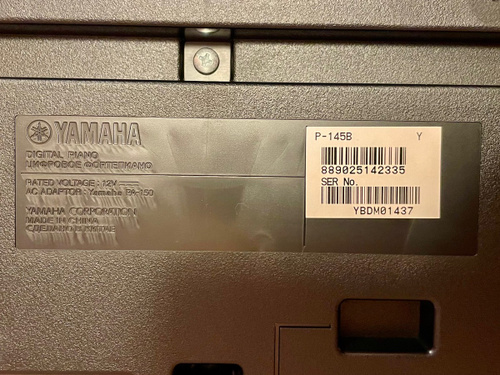 YAMAHA
DIGITAL PIANO
ЦИФРОВОЕ ФОРТЕПИАНО
RATED VOLTAGE : 12V
AC ADAPTOR : Yamaha PA-150
YAMAHA CORPORATION
MADE IN CHINA
СДЕЛАНО В КИТАЕ
P-145B Y
889025142335
SER No.
YBDM01437